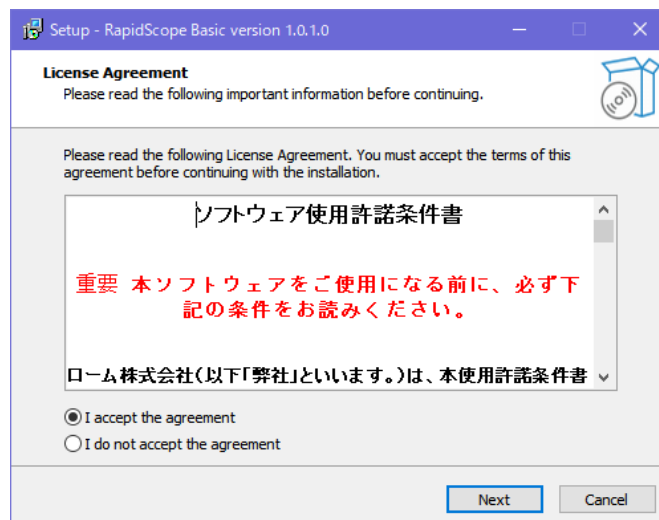 Setup - RapidScope Basic version 1.0.1.0
License Agreement
Please read the following important information before continuing.
Please read the following License Agreement. You must accept the terms of this
agreement before continuing with the installation.
ソフトウェア使用許諾条件書
重要 本ソフトウェアをご使用になる前に、必ず下
記の条件をお読みください。
ローム株式会社(以下「弊社」といいます。)は、本使用許諾条件書
I accept the agreement
I do not accept the agreement
Next
Cancel